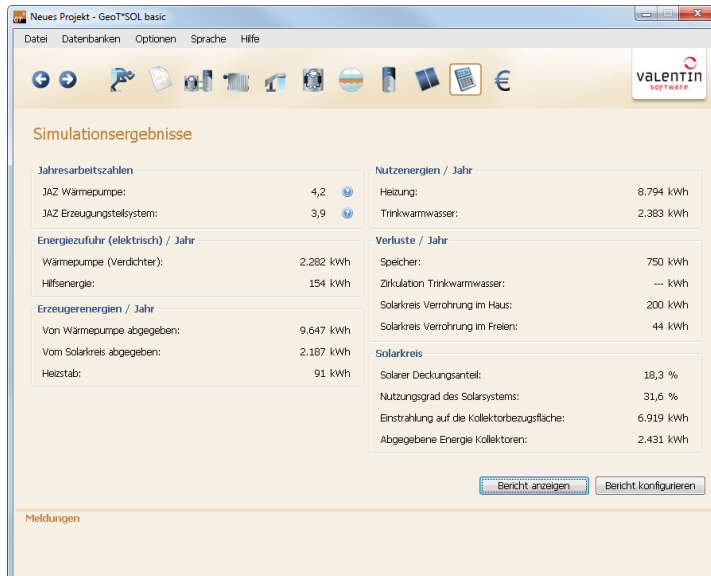 Neues Projekt - GeoT*SOL basic
Datei Datenbanken Optionen Sprache Hilfe
valentin
software
Simulationsergebnisse
Jahresarbeitszahlen
JAZ Wärmepumpe: 4,2
JAZ Erzeugungsteilsystem: 3,9
Energiezufuhr (elektrisch) / Jahr
Wärmepumpe (Verdichter): 2.282 kWh
Hilfsenergie: 154 kWh
Erzeugerenergien / Jahr
Von Wärmepumpe abgegeben: 9.647 kWh
Vom Solarkreis abgegeben: 2.187 kWh
Heizstab: 91 kWh
Nutzenergien / Jahr
Heizung: 8.794 kWh
Trinkwarmwasser: 2.383 kWh
Verluste / Jahr
Speicher: 750 kWh
Zirkulation Trinkwarmwasser: --- kWh
Solarkreis Verrohrung im Haus: 200 kWh
Solarkreis Verrohrung im Freien: 44 kWh
Solarkreis
Solarer Deckungsanteil: 18,3 %
Nutzungsgrad des Solarsystems: 31,6 %
Einstrahlung auf die Kollektorbezugsfläche: 6.919 kWh
Abgegebene Energie Kollektoren: 2.431 kWh
Bericht anzeigen Bericht konfigurieren
Meldungen